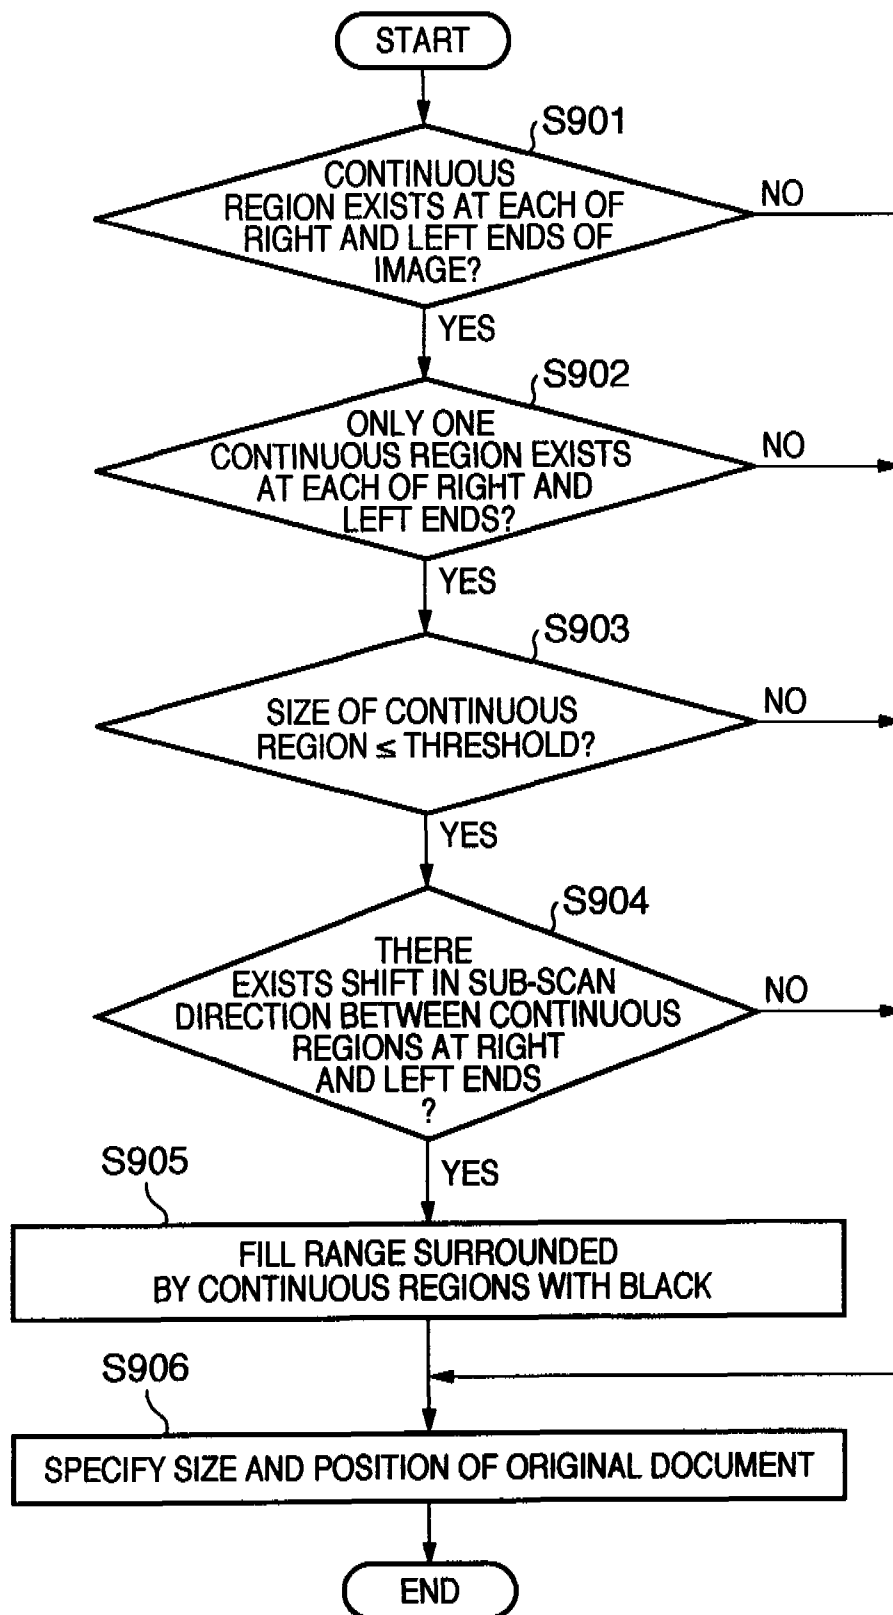 START
S901
CONTINUOUS
REGION EXISTS AT EACH OF
RIGHT AND LEFT ENDS OF
IMAGE?
NO
YES
S902
ONLY ONE
CONTINUOUS REGION EXISTS
AT EACH OF RIGHT AND
LEFT ENDS?
NO
YES
S903
SIZE OF CONTINUOUS
REGION ≤ THRESHOLD?
NO
YES
S904
THERE
EXISTS SHIFT IN SUB-SCAN
DIRECTION BETWEEN CONTINUOUS
REGIONS AT RIGHT
AND LEFT ENDS
?
NO
YES
S905
FILL RANGE SURROUNDED
BY CONTINUOUS REGIONS WITH BLACK
S906
SPECIFY SIZE AND POSITION OF ORIGINAL DOCUMENT
END